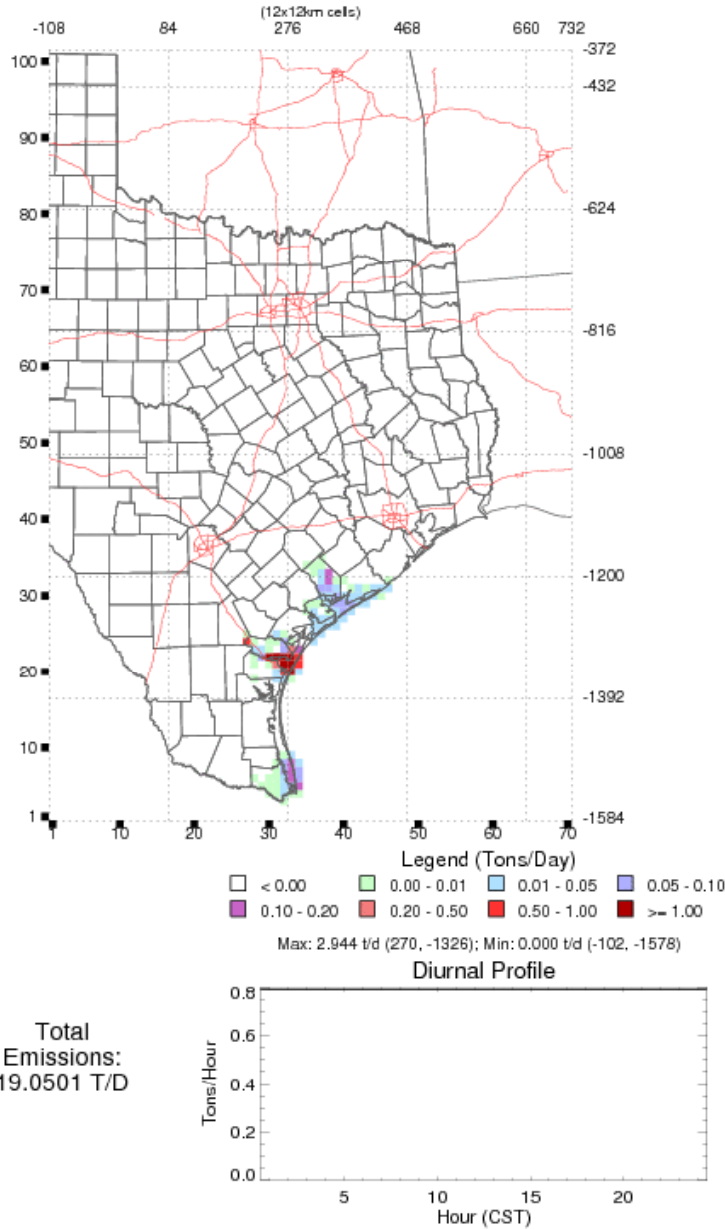 (12x12km cells)
-108 84 276 468 660 732
100 -372
-432
90
80 -624
70
-816
60
50 -1008
40
30 -1200
20
-1392
10
1 -1584
1 10 20 30 40 50 60 70
Legend (Tons/Day)
< 0.00 0.00 - 0.01 0.01 - 0.05 0.05 - 0.10
0.10 - 0.20 0.20 - 0.50 0.50 - 1.00 >= 1.00
Max: 2.944 t/d (270, -1326); Min: 0.000 t/d (-102, -1578)
Diurnal Profile
Total
Emissions:
19.0501 T/D
Tons/Hour
0.8
0.6
0.4
0.2
0.0
5 10 15 20
Hour (CST)